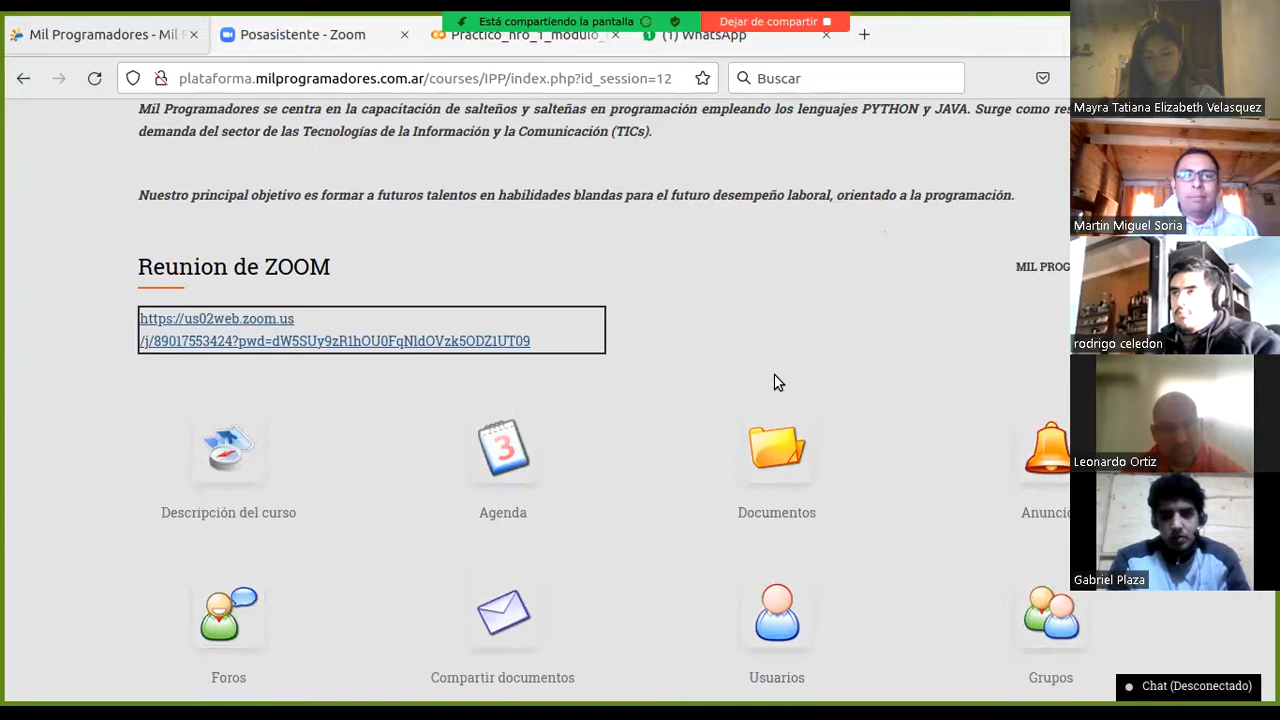 Está compartiendo la pantalla
Dejar de compartir
Mil Programadores - Mil
Posasistente - Zoom
Practico_nro_1_modulo_
(1) WhatsApp
plataforma.milprogramadores.com.ar/courses/IPP/index.php?id_session=12
Buscar
Mil Programadores se centra en la capacitación de salteños y salteñas en programación empleando los lenguajes PYTHON y JAVA. Surge como res
demanda del sector de las Tecnologías de la Información y la Comunicación (TICs).
Nuestro principal objetivo es formar a futuros talentos en habilidades blandas para el futuro desempeño laboral, orientado a la programación.
Reunion de ZOOM
MIL PROG
https://us02web.zoom.us
/j/89017553424?pwd=dW5SUy9zR1hOU0FqNldOVzk5ODZ1UT09
3
Descripción del curso
Agenda
Documentos
Anunci
Foros
Compartir documentos
Usuarios
Grupos
Mayra Tatiana Elizabeth Velasquez
Martin Miguel Soria
rodrigo celedon
Leonardo Ortiz
Gabriel Plaza
Chat (Desconectado)